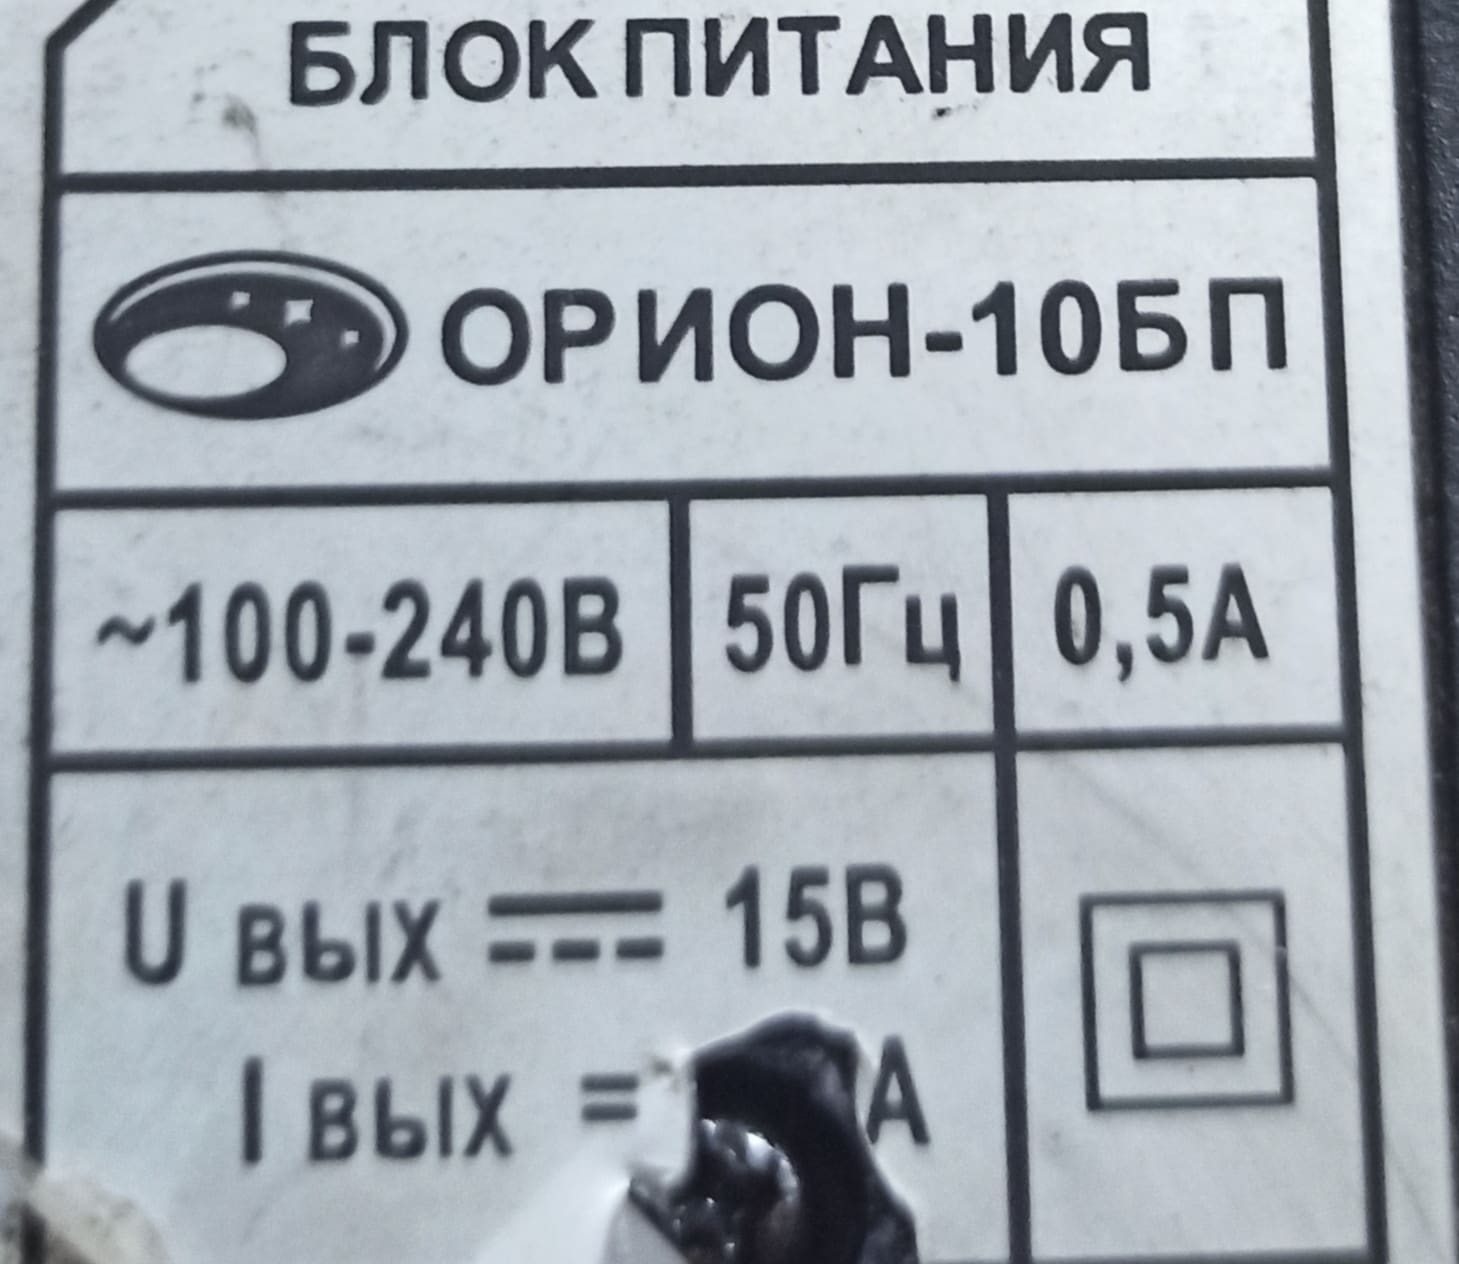 БЛОК ПИТАНИЯ
ОРИОН-10БП
~100-240В 50Гц 0,5А
U вых ⎓ 15В
I вых = А